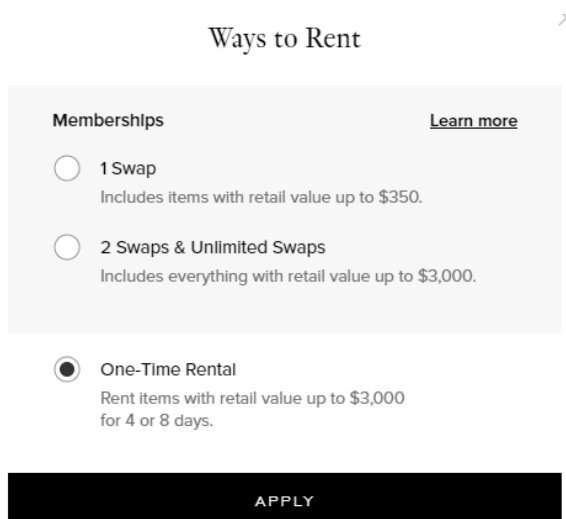 Ways to Rent
Memberships
Learn more
1 Swap
Includes items with retail value up to $350.
2 Swaps & Unlimited Swaps
Includes everything with retail value up to $3,000.
One-Time Rental
Rent items with retail value up to $3,000
for 4 or 8 days.
APPLY